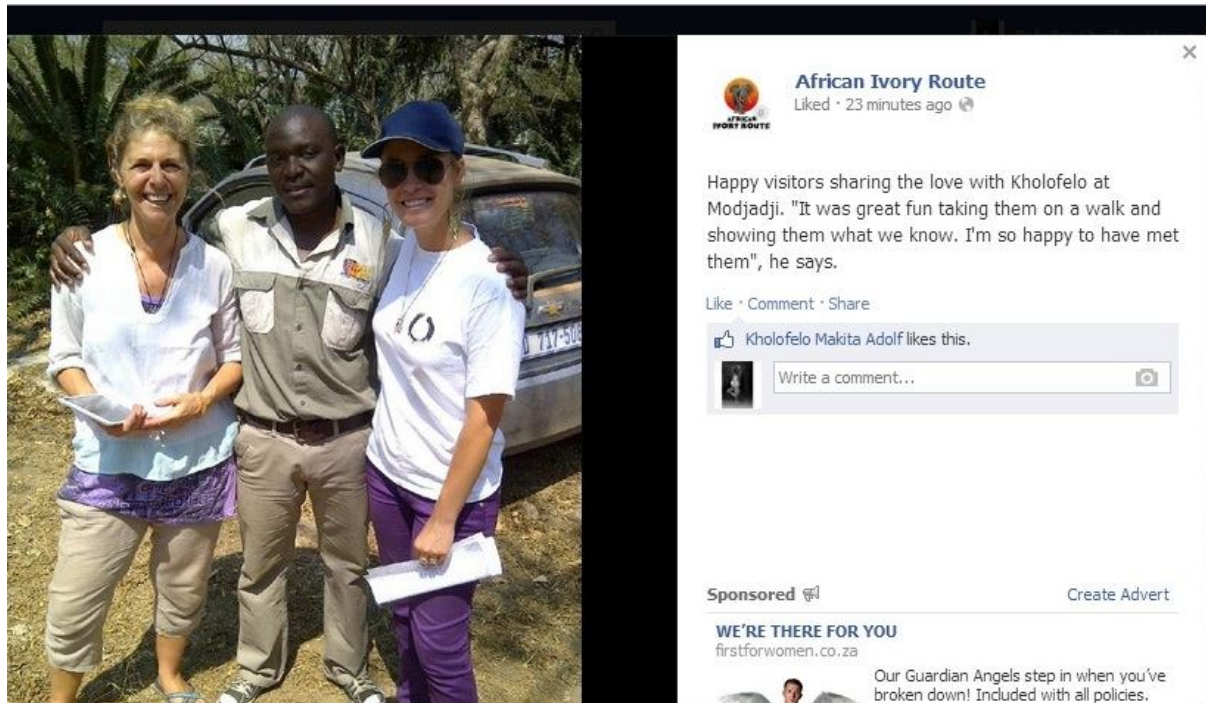 African Ivory Route
Liked · 23 minutes ago
AFRICAN
IVORY ROUTE
Happy visitors sharing the love with Kholofelo at
Modjadji. "It was great fun taking them on a walk and
showing them what we know. I'm so happy to have met
them", he says.
Like · Comment · Share
Kholofelo Makita Adolf likes this.
Write a comment...
Sponsored
Create Advert
WE'RE THERE FOR YOU
firstforwomen.co.za
Our Guardian Angels step in when you've
broken down! Included with all policies.